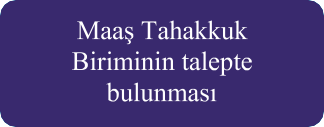 Maaş Tahakkuk
Biriminin talepte
bulunması